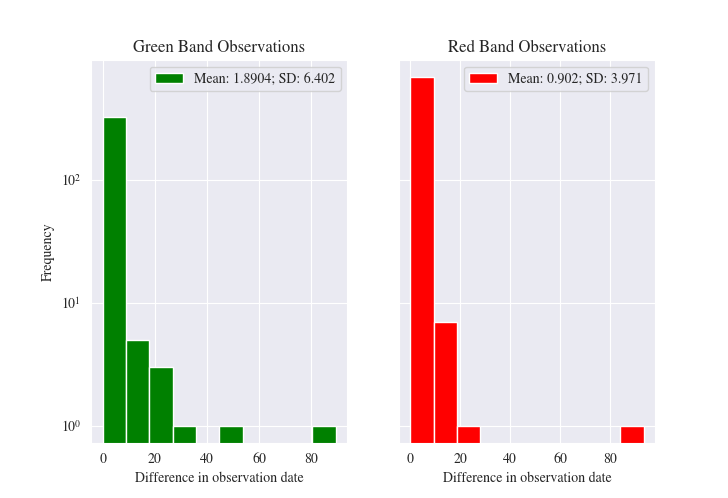 Green Band Observations
Mean: 1.8904; SD: 6.402
Frequency
10²
10¹
10⁰
0 20 40 60 80
Difference in observation date
Red Band Observations
Mean: 0.902; SD: 3.971
0 20 40 60 80
Difference in observation date